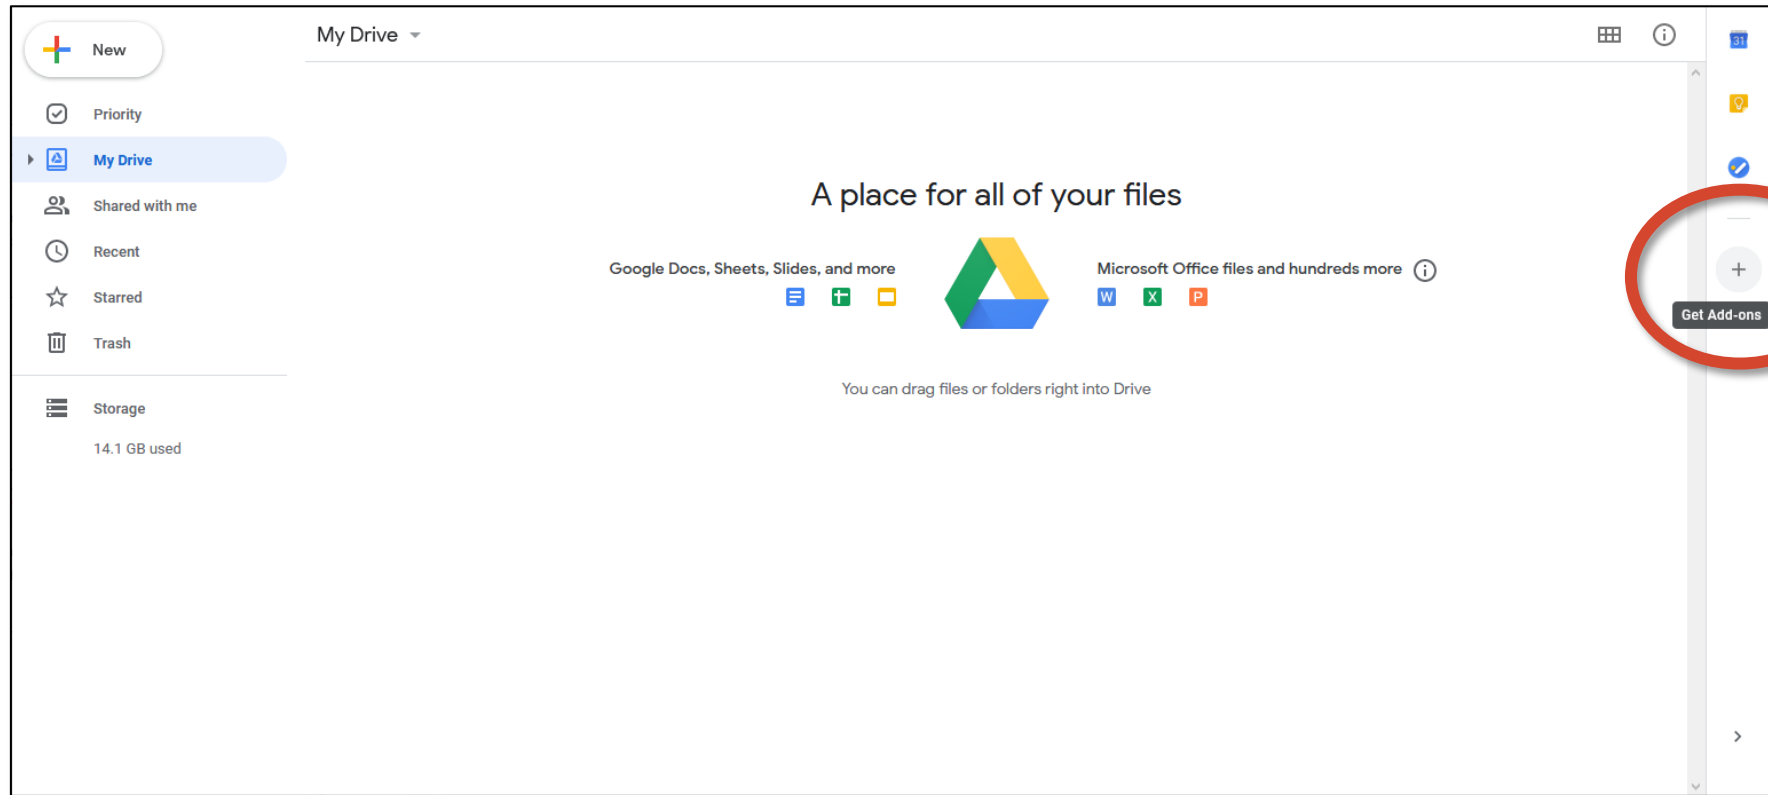 New
Priority
My Drive
Shared with me
Recent
Starred
Trash
Storage
14.1 GB used
My Drive
A place for all of your files
Google Docs, Sheets, Slides, and more
Microsoft Office files and hundreds more
W X P
You can drag files or folders right into Drive
31
Get Add-ons